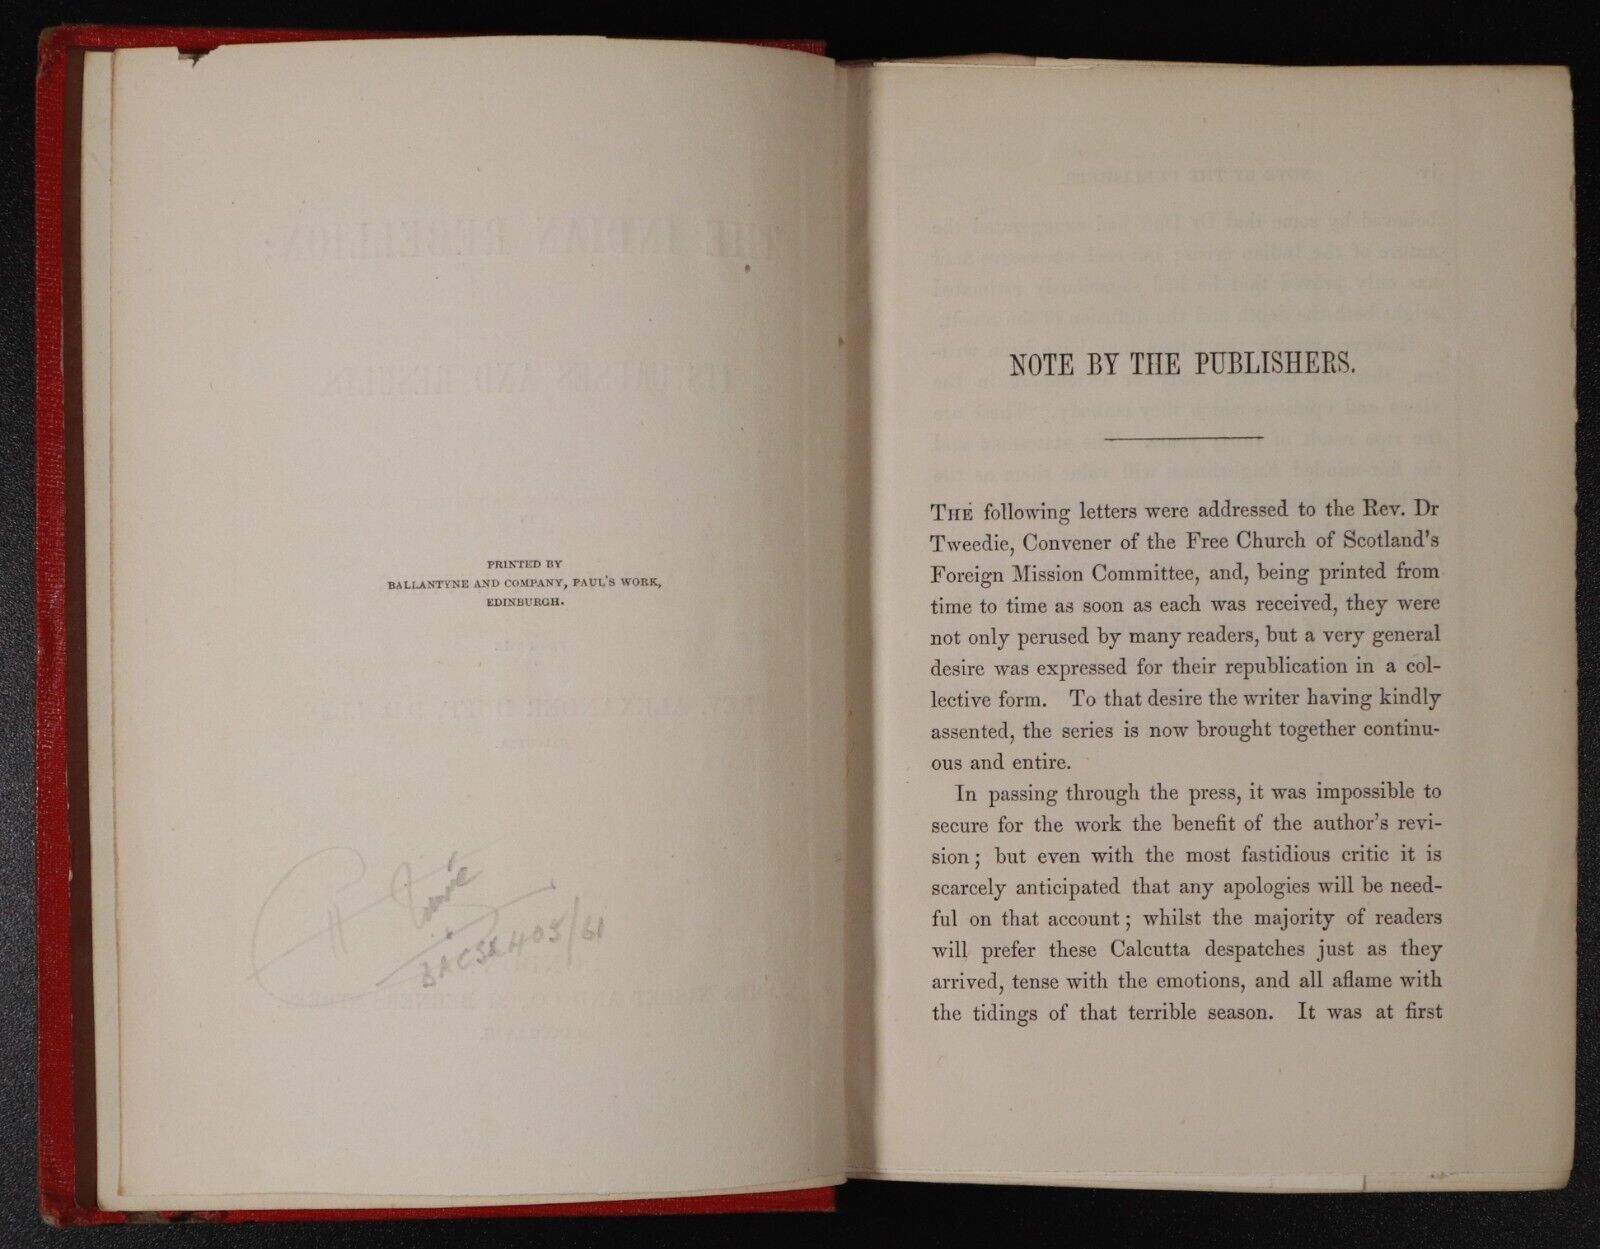 PRINTED BY
BALLANTYNE AND COMPANY, PAUL'S WORK,
EDINBURGH.
NOTE BY THE PUBLISHERS.
THE following letters were addressed to the Rev. Dr
Tweedie, Convener of the Free Church of Scotland's
Foreign Mission Committee, and, being printed from
time to time as soon as each was received, they were
not only perused by many readers, but a very general
desire was expressed for their republication in a col-
lective form. To that desire the writer having kindly
assented, the series is now brought together continu-
ous and entire.
In passing through the press, it was impossible to
secure for the work the benefit of the author's revi-
sion ; but even with the most fastidious critic it is
scarcely anticipated that any apologies will be need-
ful on that account ; whilst the majority of readers
will prefer these Calcutta despatches just as they
arrived, tense with the emotions, and all aflame with
the tidings of that terrible season. It was at first